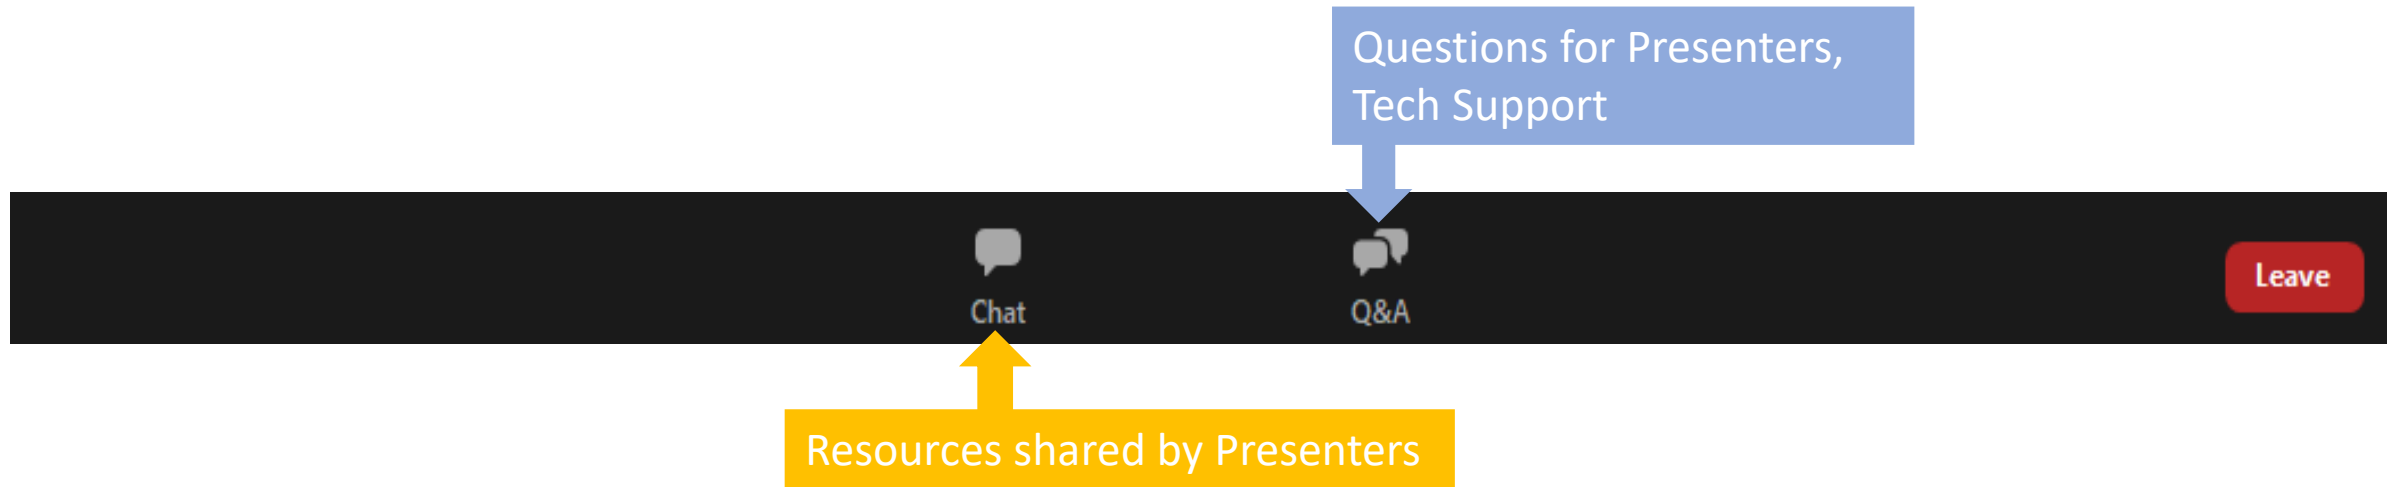 Questions for Presenters,
Tech Support
Chat
Q&A
Leave
Resources shared by Presenters